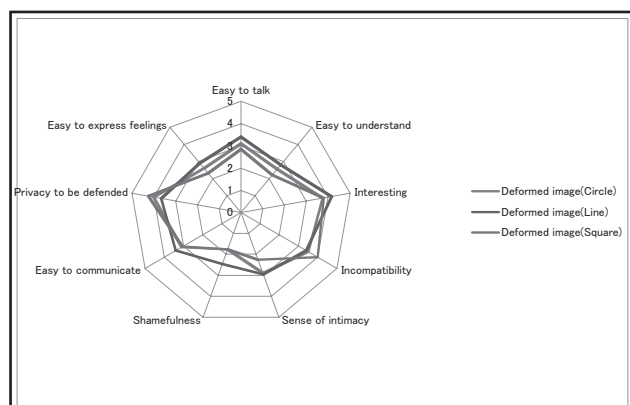 Easy to talk
5
4
3
2
1
0
Easy to understand
Interesting
Incompatibility
Sense of intimacy
Shamefulness
Easy to communicate
Privacy to be defended
Easy to express feelings
Deformed image(Circle)
Deformed image(Line)
Deformed image(Square)